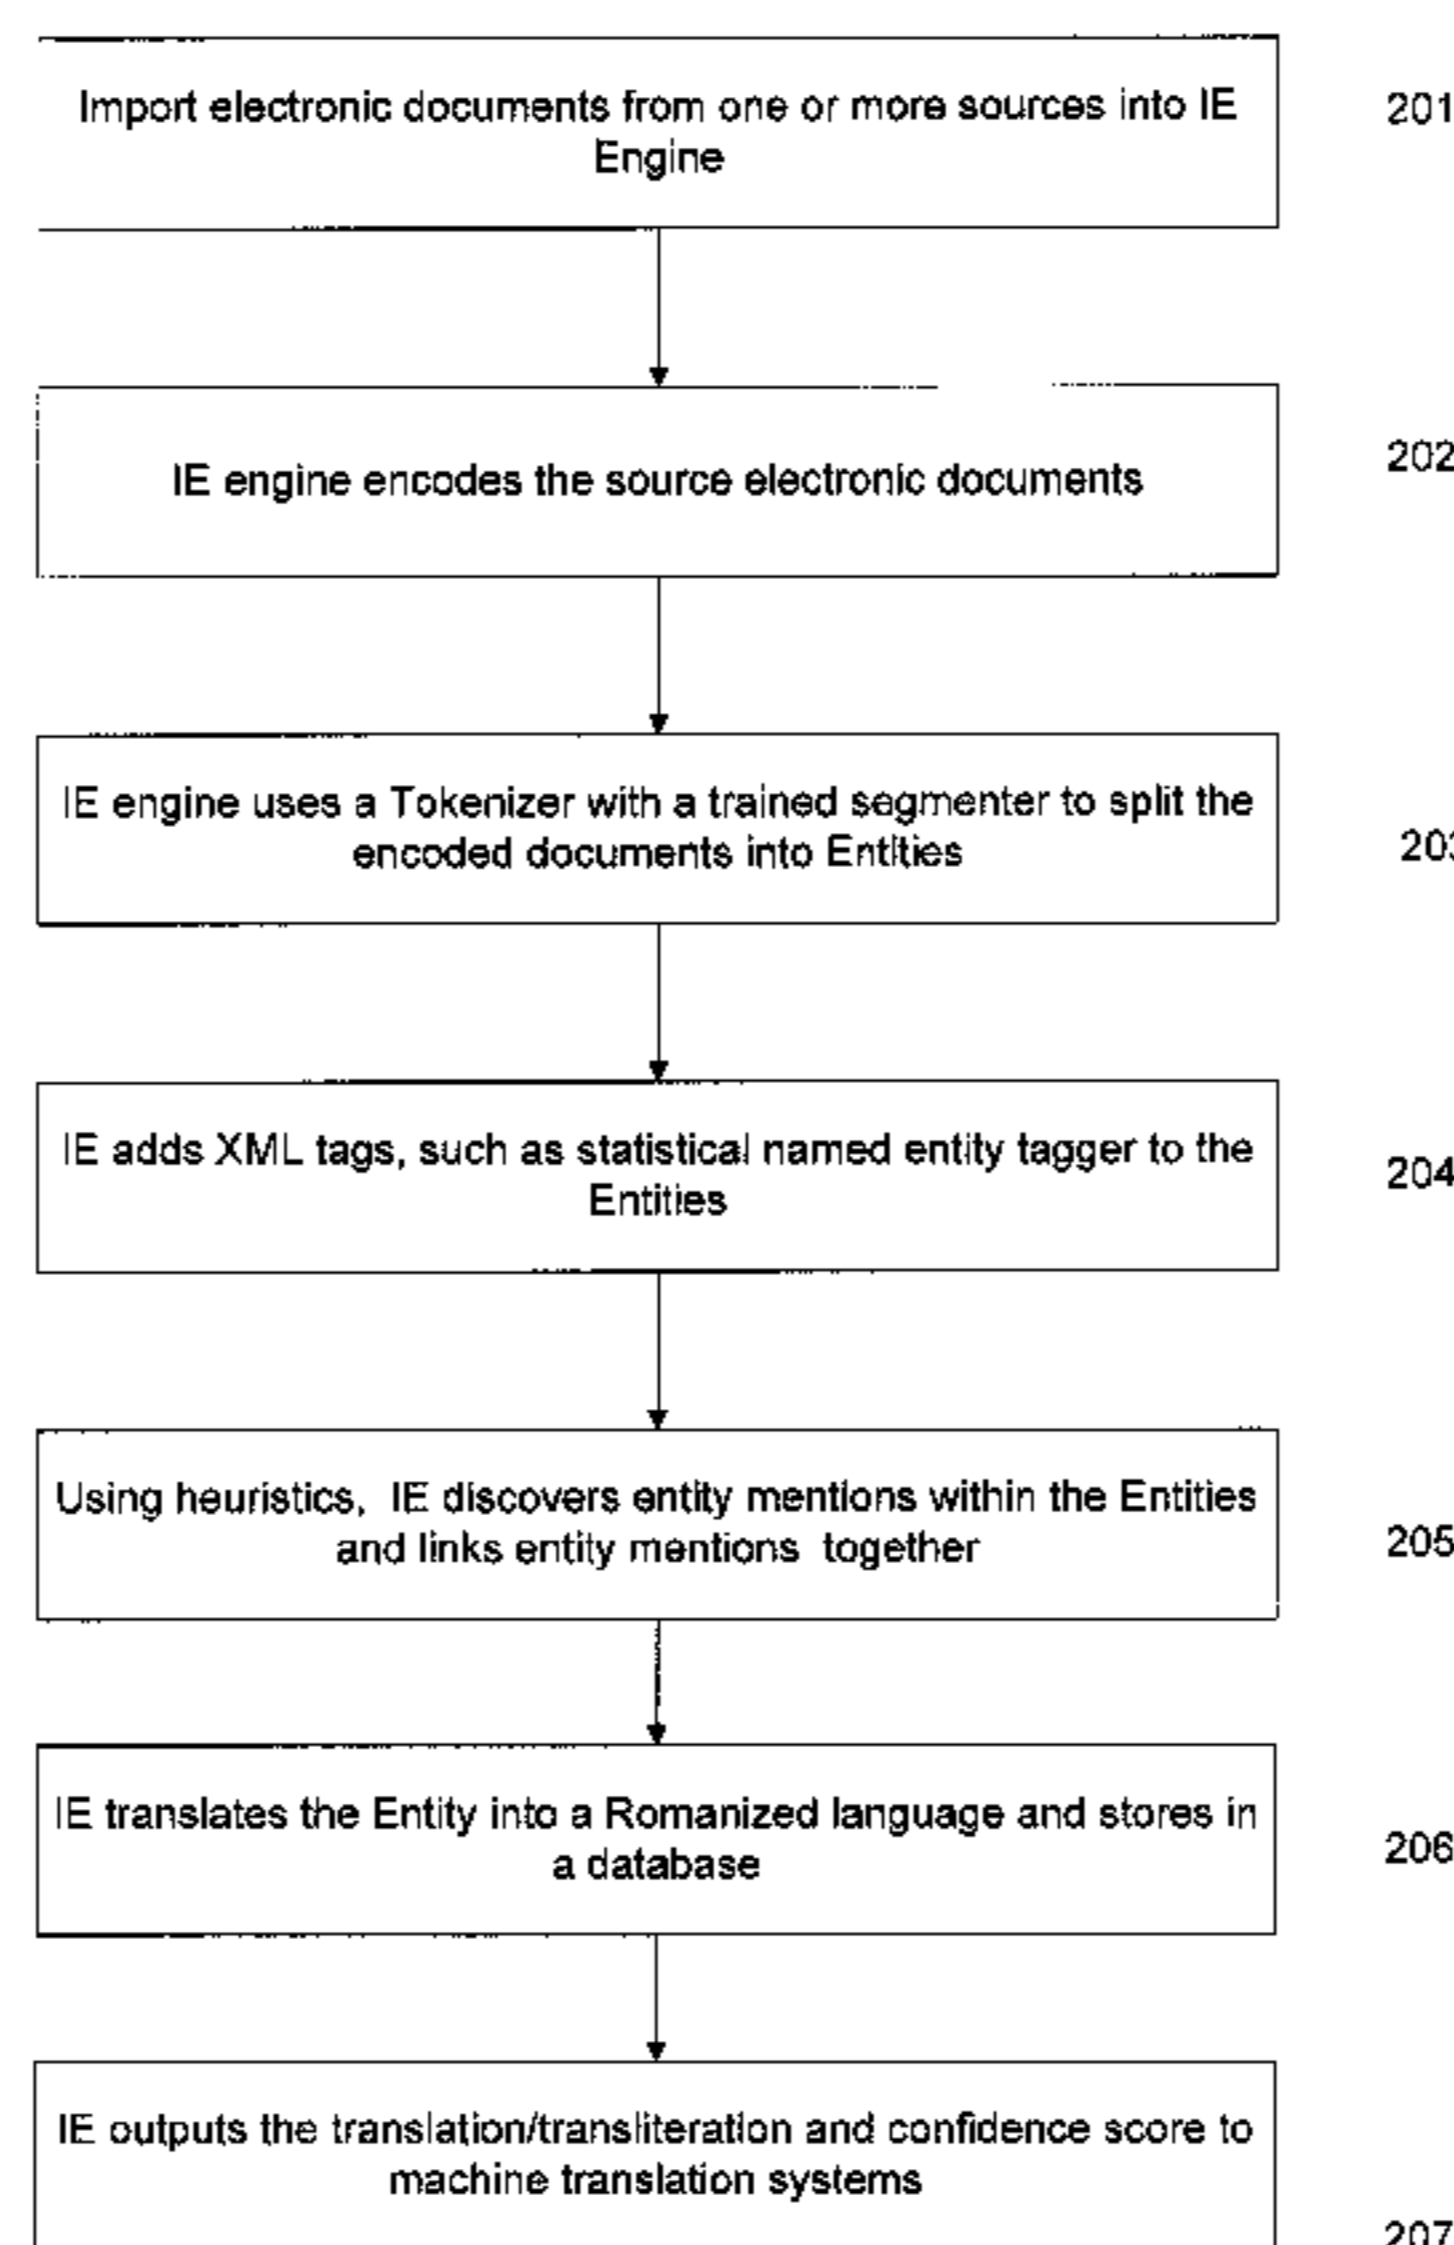 Import electronic documents from one or more sources into IE
Engine
201
IE engine encodes the source electronic documents
202
IE engine uses a Tokenizer with a trained segmenter to split the
encoded documents into Entities
203
IE adds XML tags, such as statistical named entity tagger to the
Entities
204
Using heuristics, IE discovers entity mentions within the Entities
and links entity mentions together
205
IE translates the Entity into a Romanized language and stores in
a database
206
IE outputs the translation/transliteration and confidence score to
machine translation systems
207